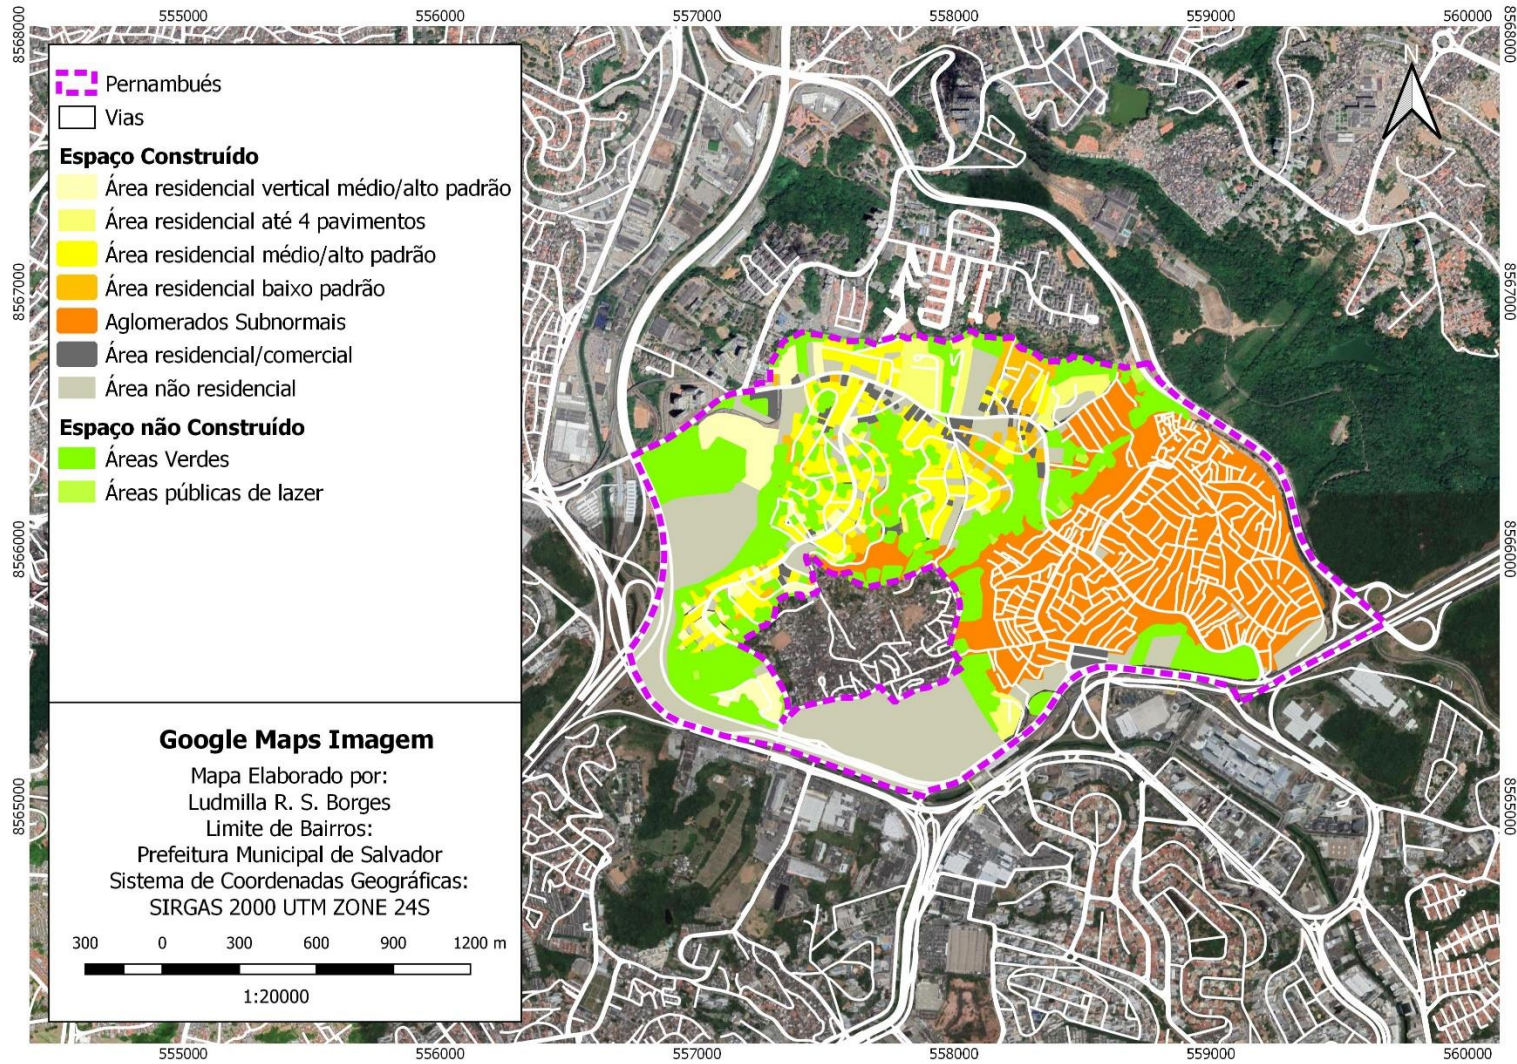 555000 556000 557000 558000 559000 560000
8568000
8567000
8566000
8565000
8568000
8567000
8566000
8565000
N
Pernambués
Vias
Espaço Construído
Área residencial vertical médio/alto padrão
Área residencial até 4 pavimentos
Área residencial médio/alto padrão
Área residencial baixo padrão
Aglomerados Subnormais
Área residencial/comercial
Área não residencial
Espaço não Construído
Áreas Verdes
Áreas públicas de lazer
Google Maps Imagem
Mapa Elaborado por:
Ludmilla R. S. Borges
Limite de Bairros:
Prefeitura Municipal de Salvador
Sistema de Coordenadas Geográficas:
SIRGAS 2000 UTM ZONE 24S
300 0 300 600 900 1200 m
1:20000
555000 556000 557000 558000 559000 560000